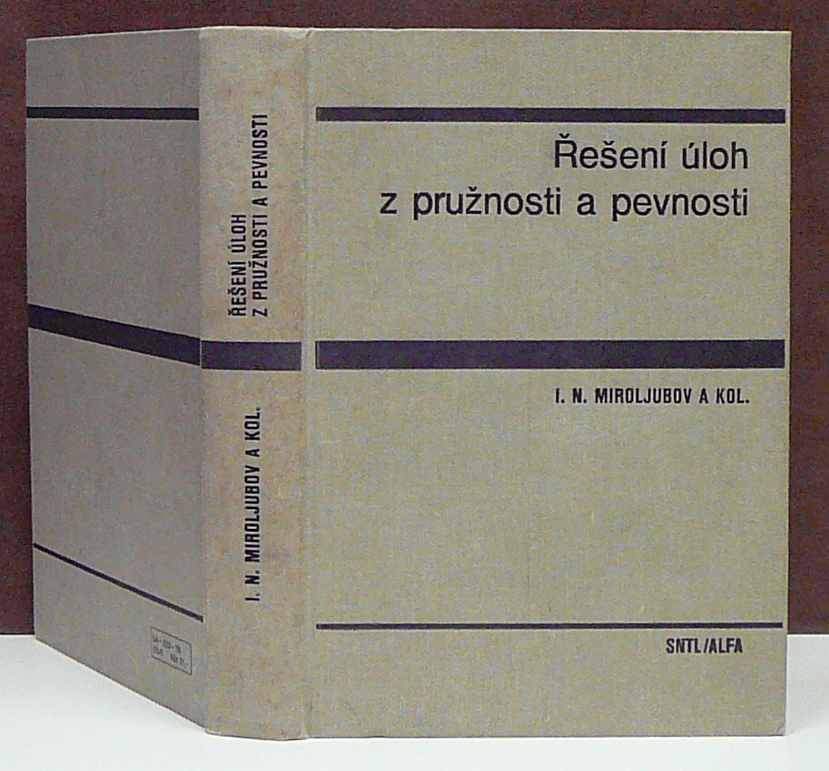 Řešení úloh
z pružnosti a pevnosti
I. N. MIROLJUBOV A KOL.
SNTL/ALFA
ŘEŠENÍ ÚLOH
Z PRUŽNOSTI A PEVNOSTI
I. N. MIROLJUBOV A KOL.